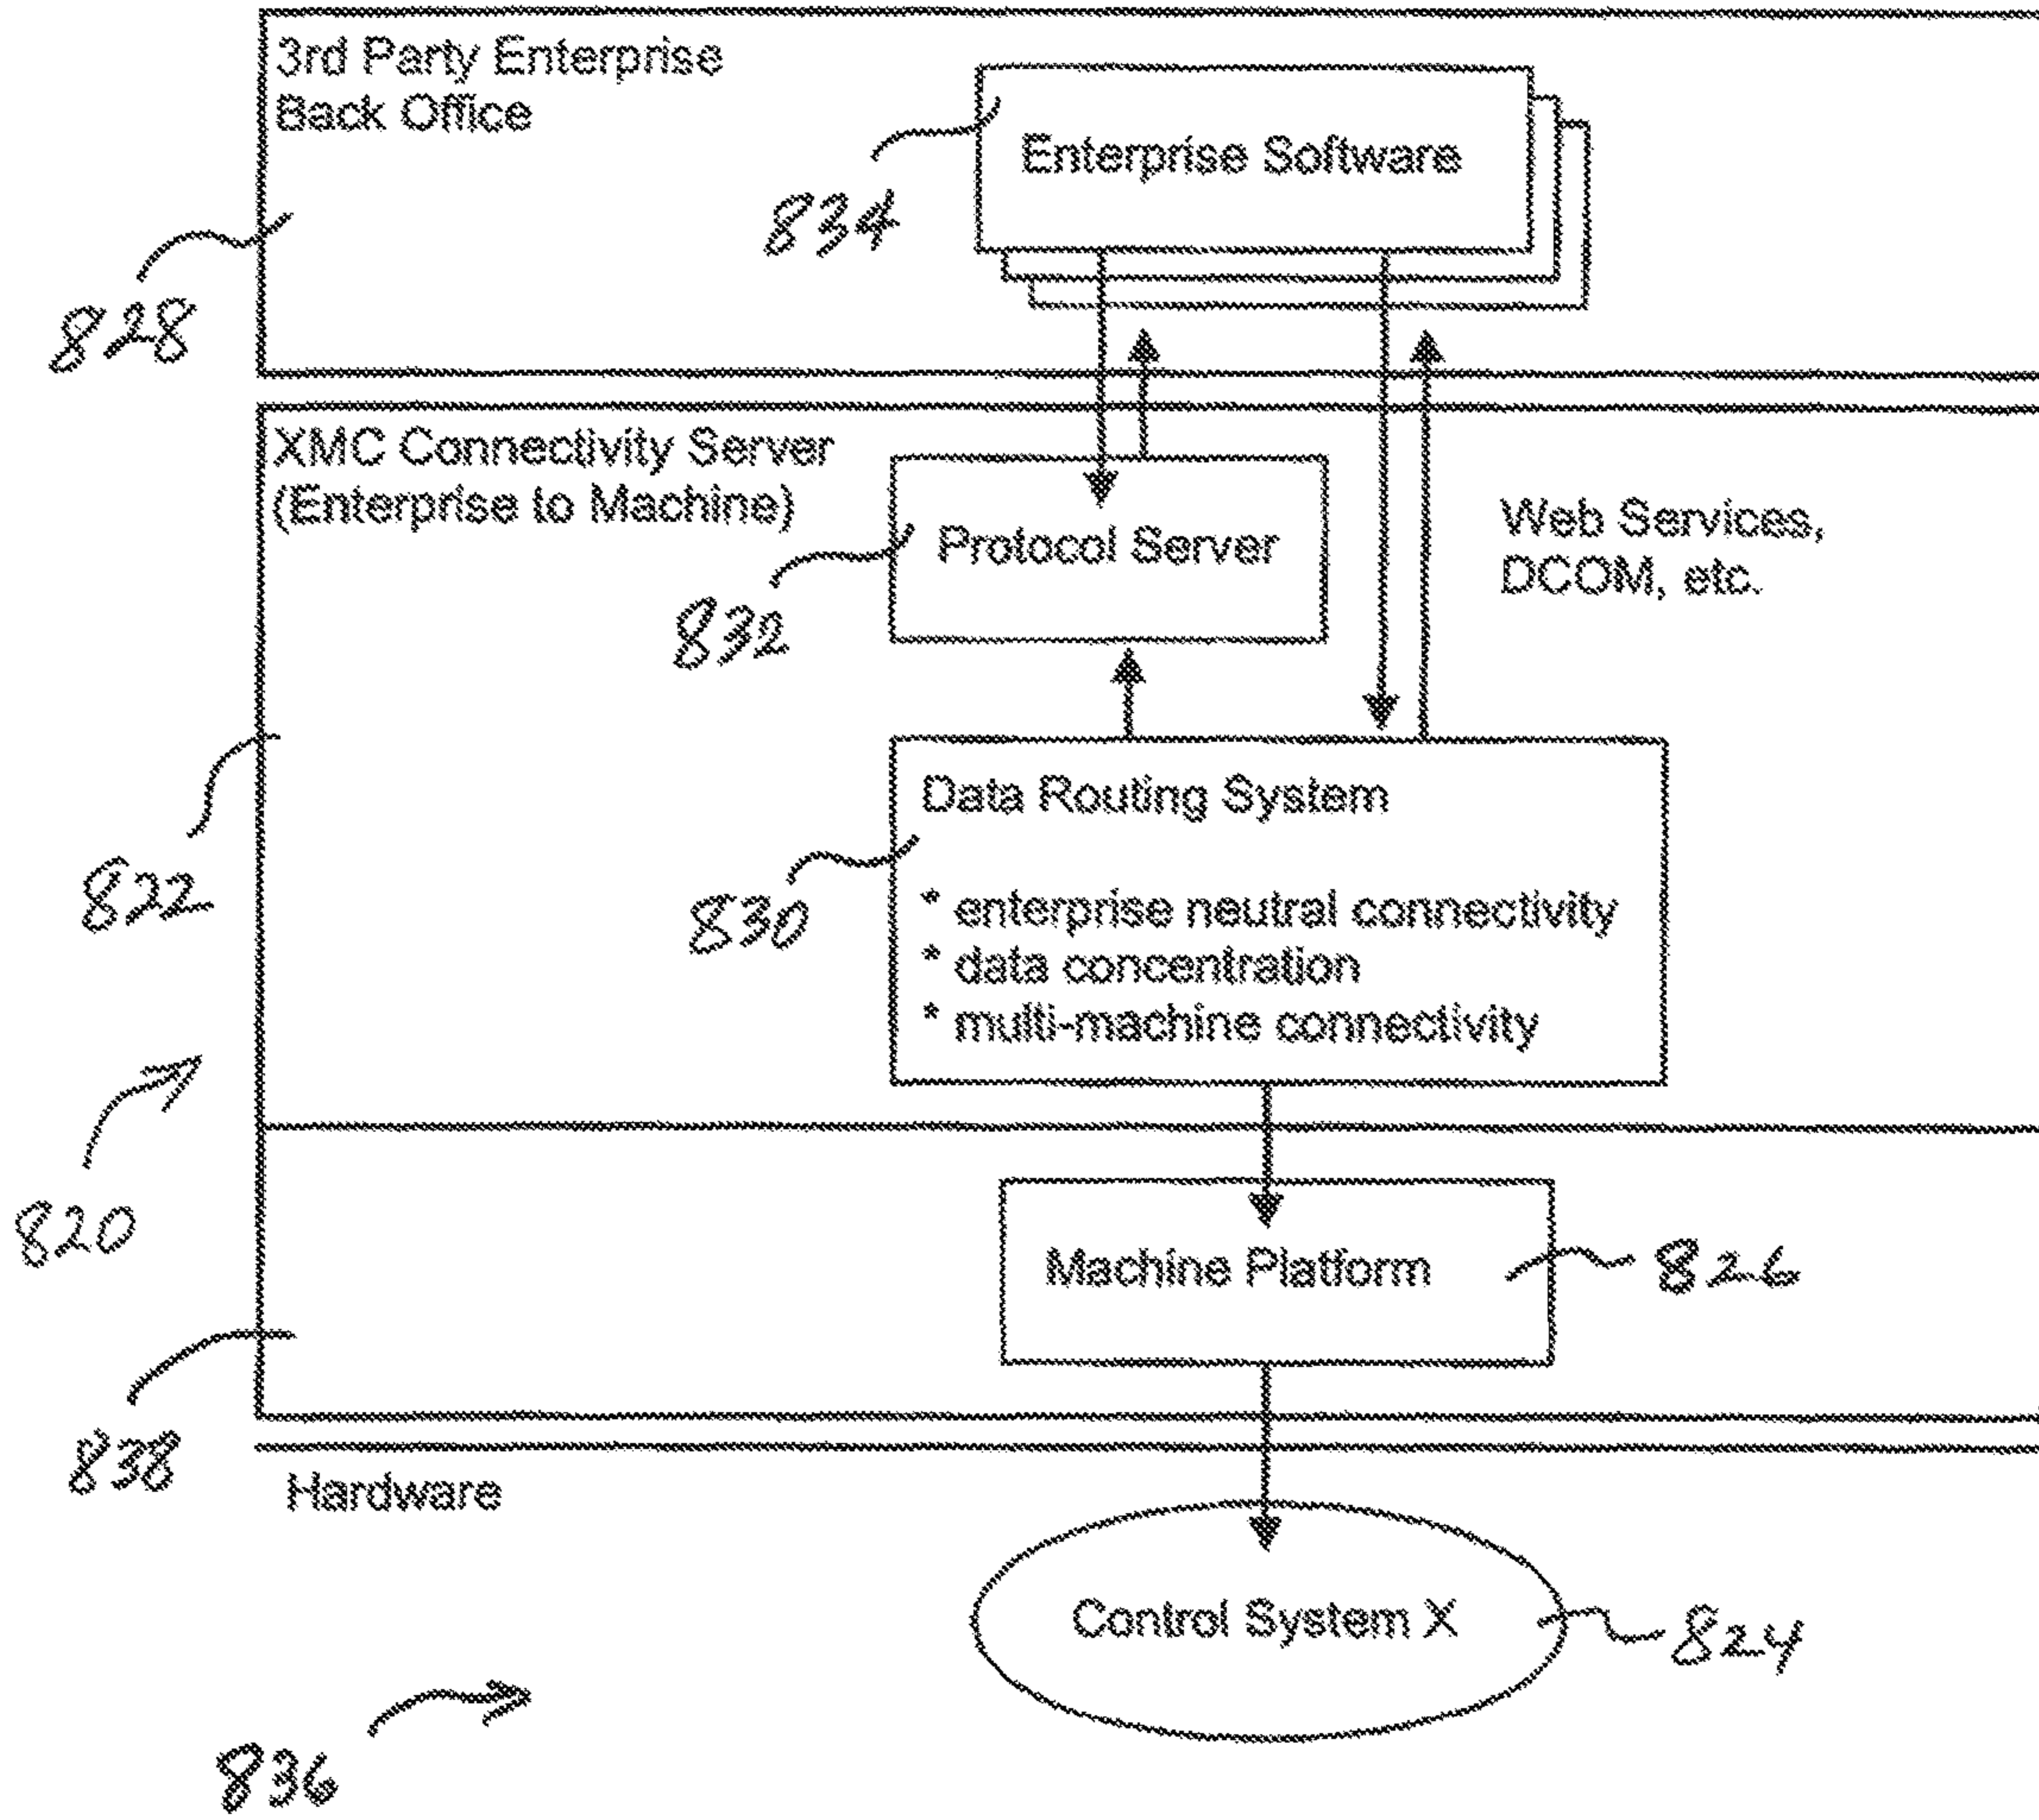 3rd Party Enterprise
Back Office
Enterprise Software
834
828
XMC Connectivity Server
(Enterprise to Machine)
Protocol Server
Web Services,
DCOM, etc.
832
Data Routing System
* enterprise neutral connectivity
* data concentration
* multi-machine connectivity
830
822
820
Machine Platform
826
838
Hardware
Control System X
824
836